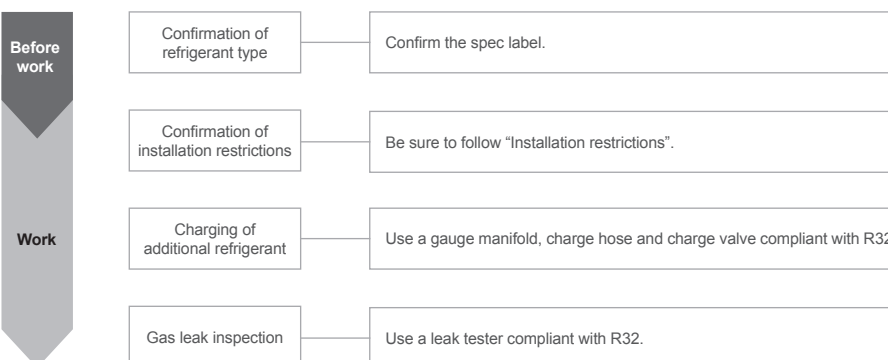 Before
work
Confirmation of
refrigerant type
Confirm the spec label.
Confirmation of
installation restrictions
Be sure to follow “Installation restrictions”.
Work
Charging of
additional refrigerant
Use a gauge manifold, charge hose and charge valve compliant with R32
Gas leak inspection
Use a leak tester compliant with R32.